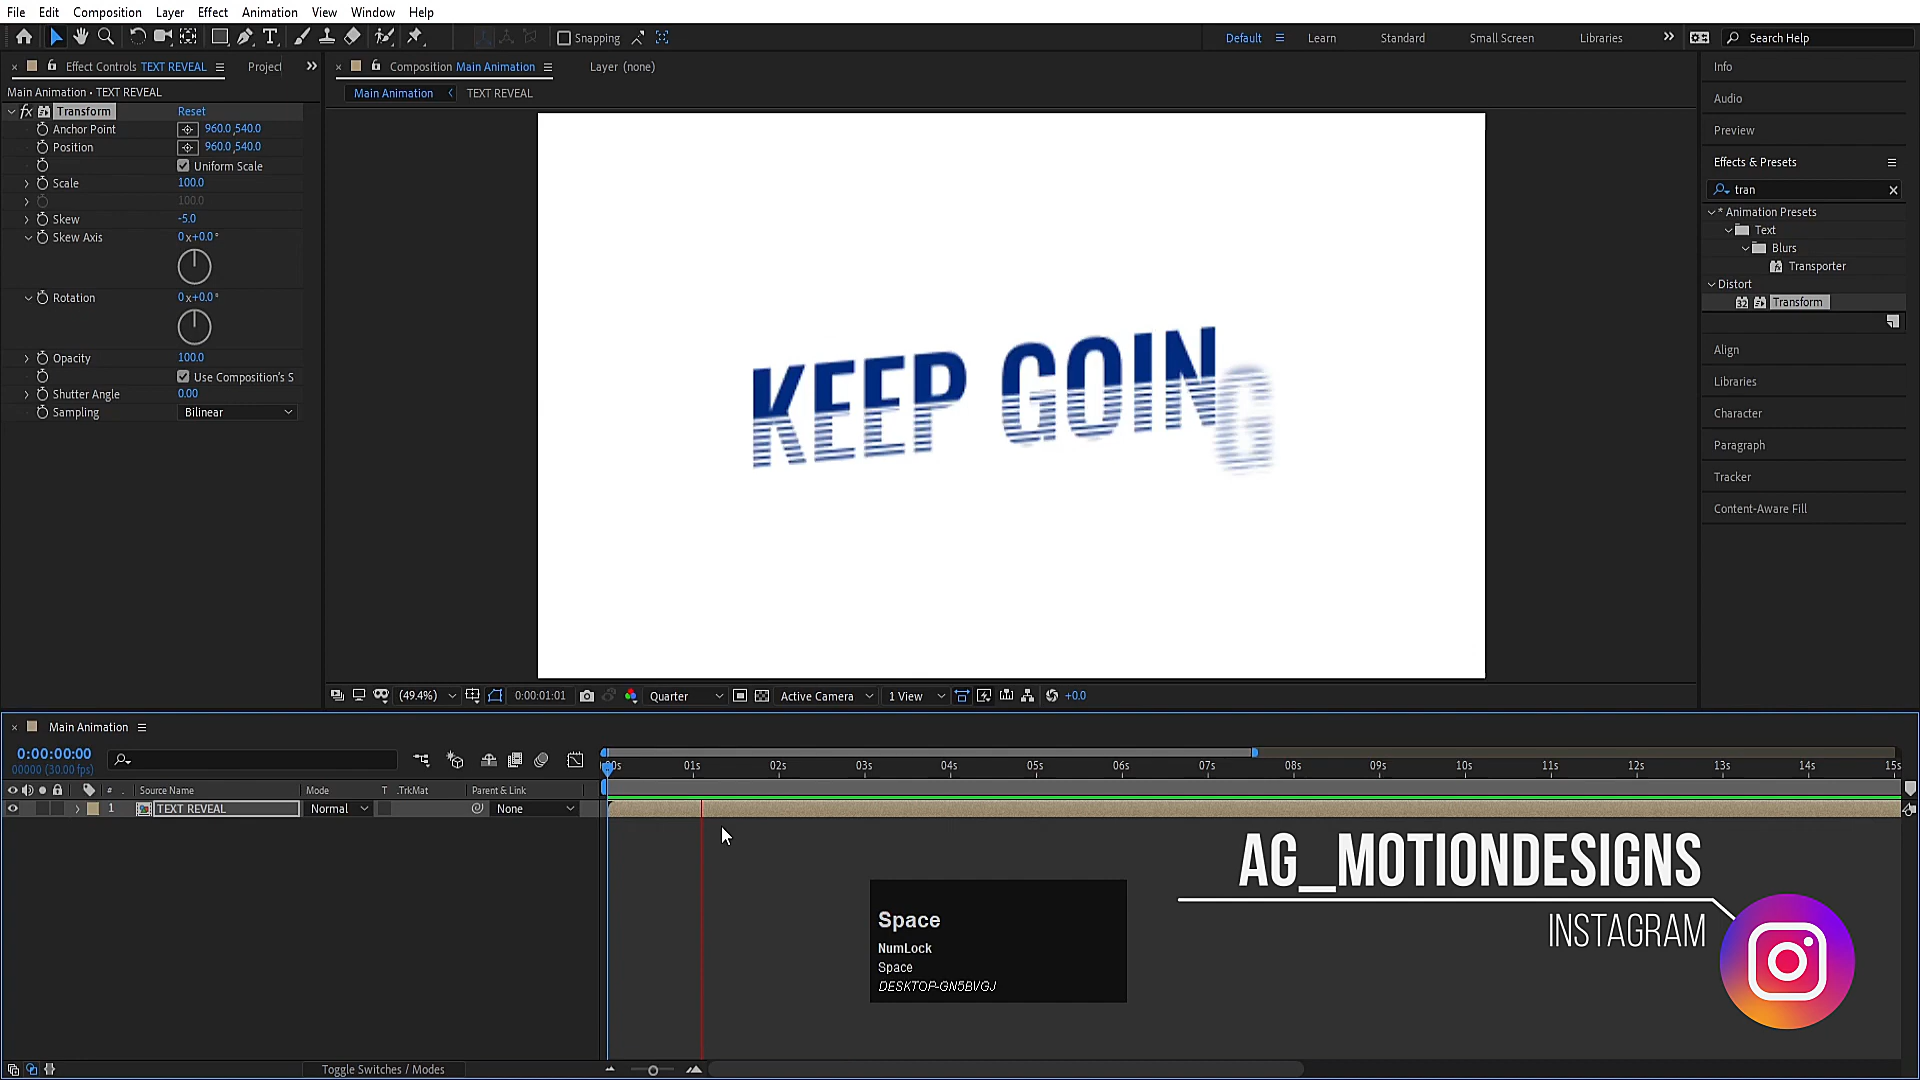 File Edit Composition Layer Effect Animation View Window Help
Snapping Default Learn Standard Small Screen Libraries Search Help
Effect Controls TEXT REVEAL Project
Composition Main Animation Layer (none)
Main Animation TEXT REVEAL
Main Animation • TEXT REVEAL
fx Transform Reset
Anchor Point 960.0,540.0
Position 960.0,540.0
Uniform Scale
Scale 100.0
100.0
Skew -5.0
Skew Axis 0x+0.0°
Rotation 0x+0.0°
Opacity 100.0
Use Composition's S
Shutter Angle 0.00
Sampling Bilinear
KEEP GOING
Info
Audio
Preview
Effects & Presets
tran
* Animation Presets
Text
Blurs
Transporter
Distort
32 Transform
Align
Libraries
Character
Paragraph
Tracker
Content-Aware Fill
(49.4%) 0:00:01:01 Quarter Active Camera 1 View +0.0
Main Animation
0:00:00:00
00000 (30.00 fps)
01s 02s 03s 04s 05s 06s 07s 08s 09s 10s 11s 12s 13s 14s 15s
# Source Name Mode T .TrkMat Parent & Link
1 TEXT REVEAL Normal None
AG_MOTIONDESIGNS
INSTAGRAM
Space
NumLock
Space
DESKTOP-GN5BVGJ
Toggle Switches / Modes